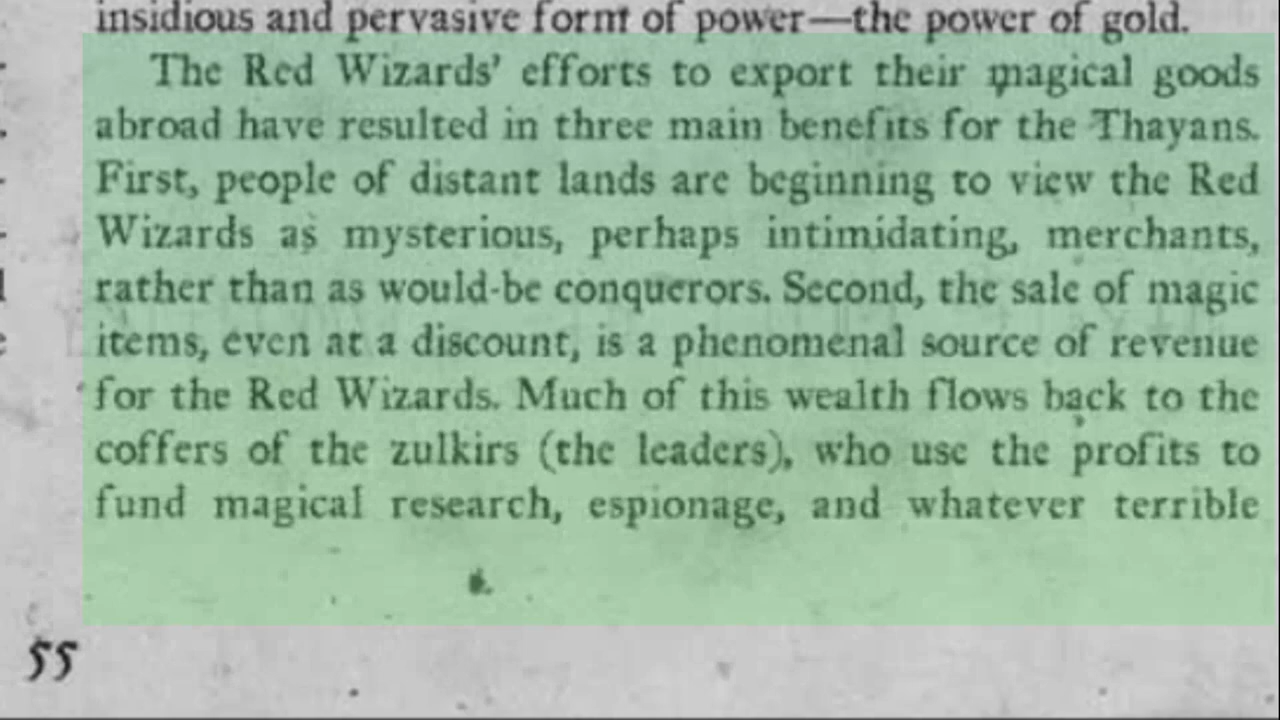 insidious and pervasive form of power—the power of gold.
The Red Wizards' efforts to export their magical goods
abroad have resulted in three main benefits for the Thayans.
First, people of distant lands are beginning to view the Red
Wizards as mysterious, perhaps intimidating, merchants,
rather than as would-be conquerors. Second, the sale of magic
items, even at a discount, is a phenomenal source of revenue
for the Red Wizards. Much of this wealth flows back to the
coffers of the zulkirs (the leaders), who use the profits to
fund magical research, espionage, and whatever terrible
55